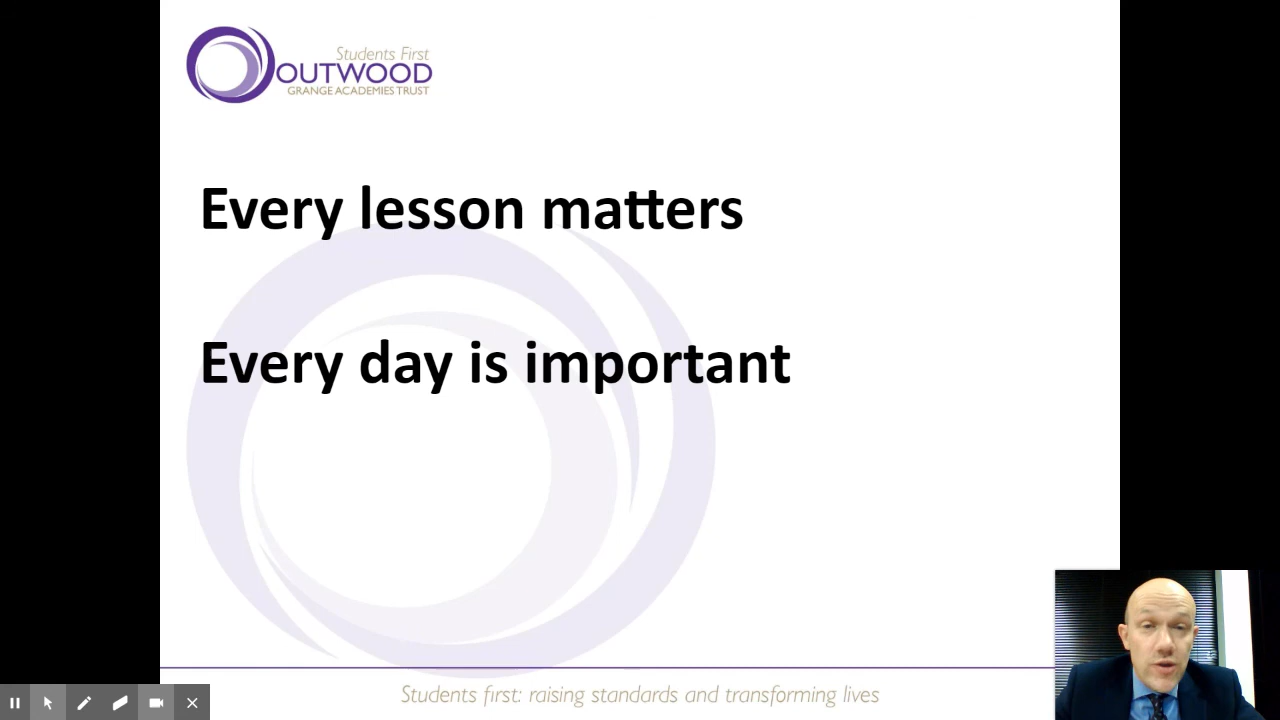 Students First
OUTWOOD
GRANGE ACADEMIES TRUST
Every lesson matters
Every day is important
Students first: raising standards and transforming lives